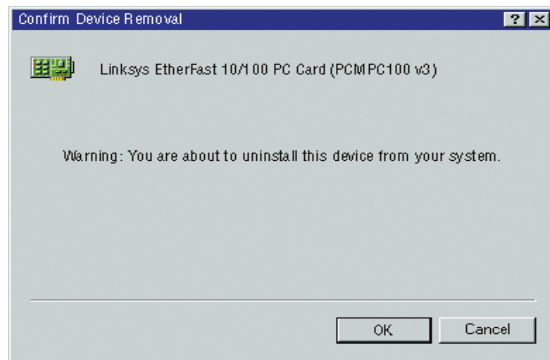 Confirm Device Removal
Linksys EtherFast 10/100 PC Card (PCMPC100 v3)
Warning: You are about to uninstall this device from your system.
OK
Cancel